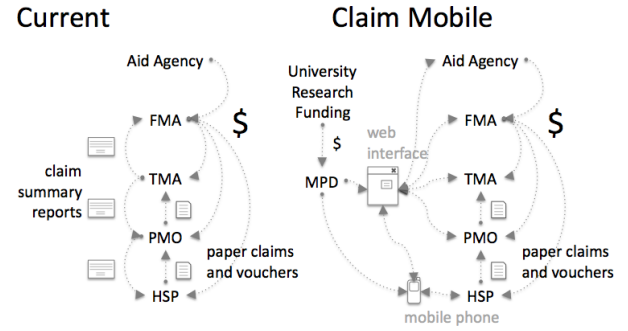 Current
Aid Agency
FMA
$
claim
summary
reports
TMA
PMO
paper claims
and vouchers
HSP
Claim Mobile
Aid Agency
University
Research
Funding
$
web
interface
FMA
$
MPD
TMA
PMO
paper claims
and vouchers
HSP
mobile phone